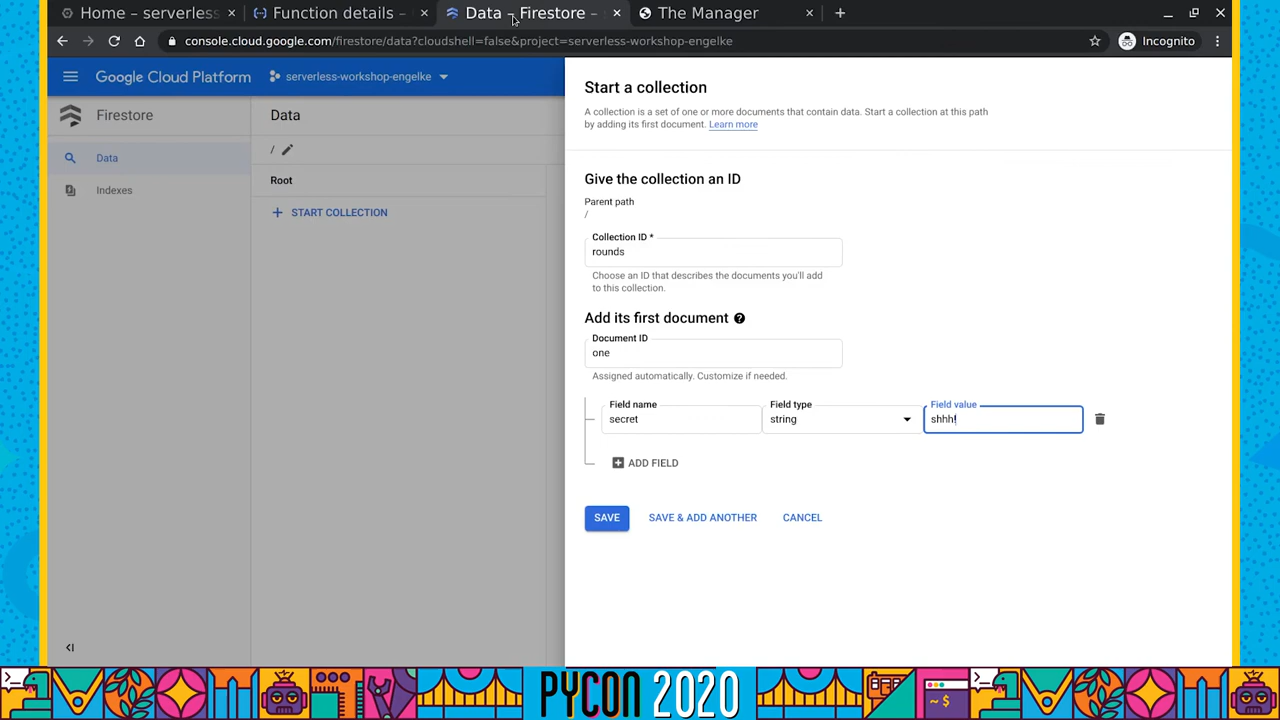 Home – serverless
Function details –
Data – Firestore –
The Manager
console.cloud.google.com/firestore/data?cloudshell=false&project=serverless-workshop-engelke
Incognito
Google Cloud Platform
serverless-workshop-engelke
Firestore
Data
Indexes
Data
/
Root
START COLLECTION
Start a collection
A collection is a set of one or more documents that contain data. Start a collection at this path
by adding its first document. Learn more
Give the collection an ID
Parent path
/
Collection ID *
rounds
Choose an ID that describes the documents you'll add
to this collection.
Add its first document
Document ID
one
Assigned automatically. Customize if needed.
Field name
secret
Field type
string
Field value
shhh!
ADD FIELD
SAVE
SAVE & ADD ANOTHER
CANCEL
PYCON 2020
~ $